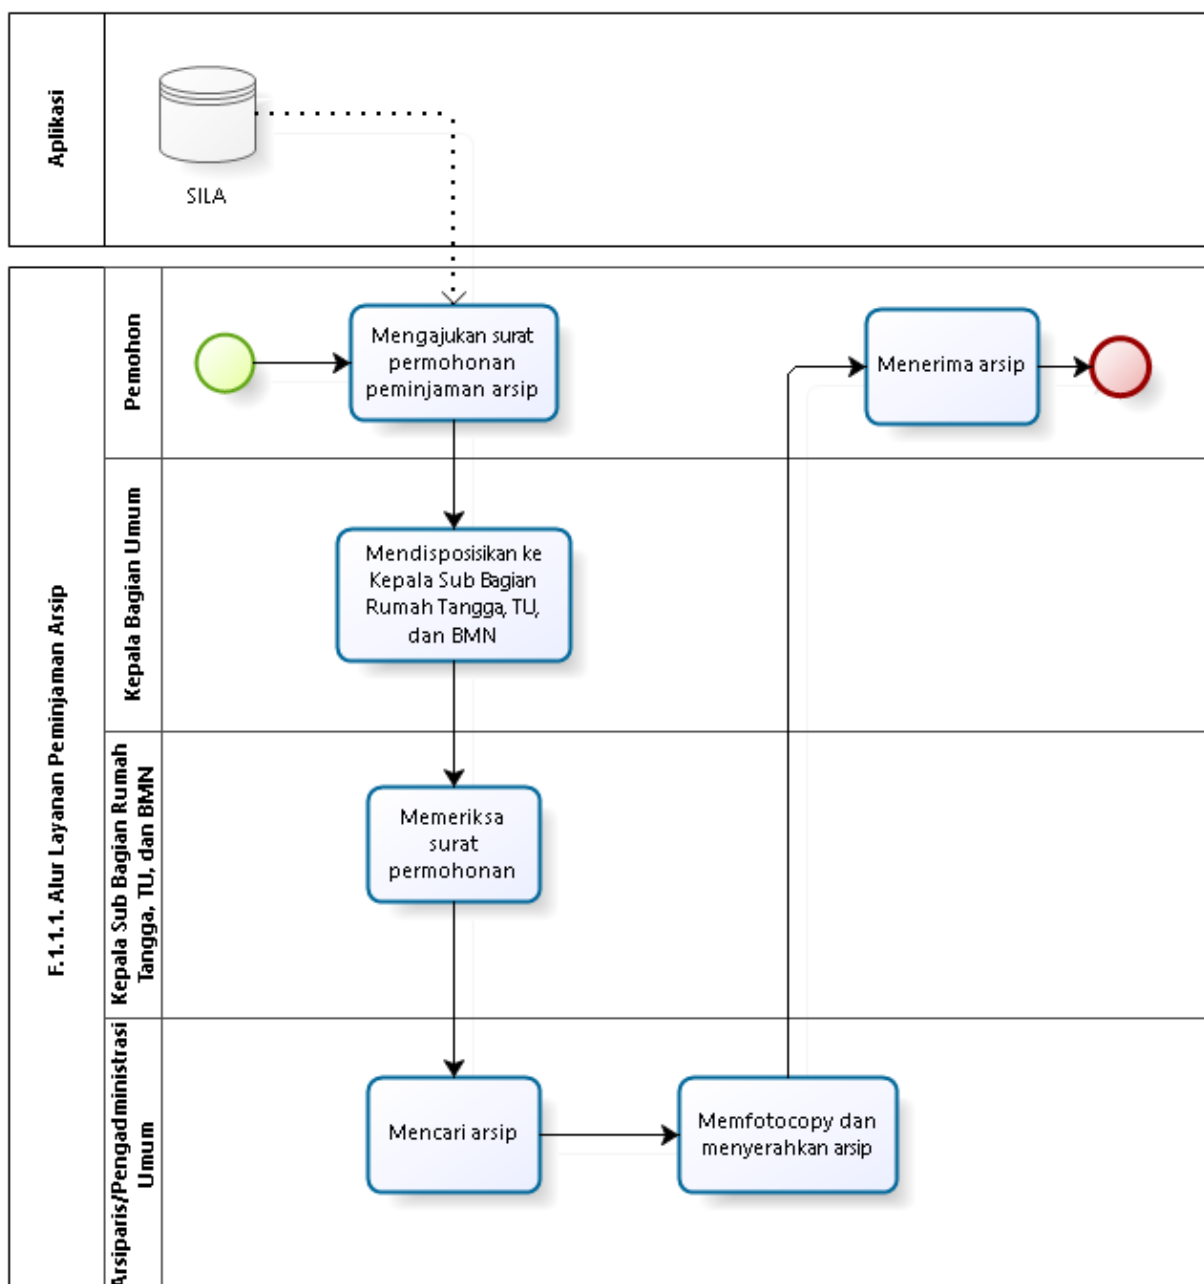 Aplikasi
SILA
F.1.1.1. Alur Layanan Peminjaman Arsip
Pemohon
Mengajukan surat
permohonan
peminjaman arsip
Menerima arsip
Kepala Bagian Umum
Mendisposisikan ke
Kepala Sub Bagian
Rumah Tangga, TU,
dan BMN
Kepala Sub Bagian Rumah
Tangga, TU, dan BMN
Memeriksa
surat
permohonan
Arsiparis/Pengadministrasi
Umum
Mencari arsip
Memfotocopy dan
menyerahkan arsip